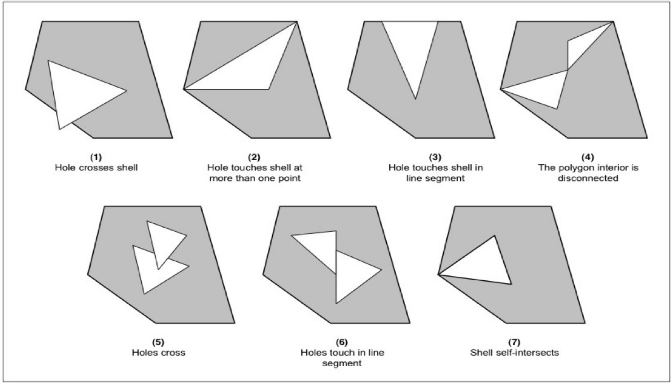 (1)
Hole crosses shell
(2)
Hole touches shell at
more than one point
(3)
Hole touches shell in
line segment
(4)
The polygon interior is
disconnected
(5)
Holes cross
(6)
Holes touch in line
segment
(7)
Shell self-intersects